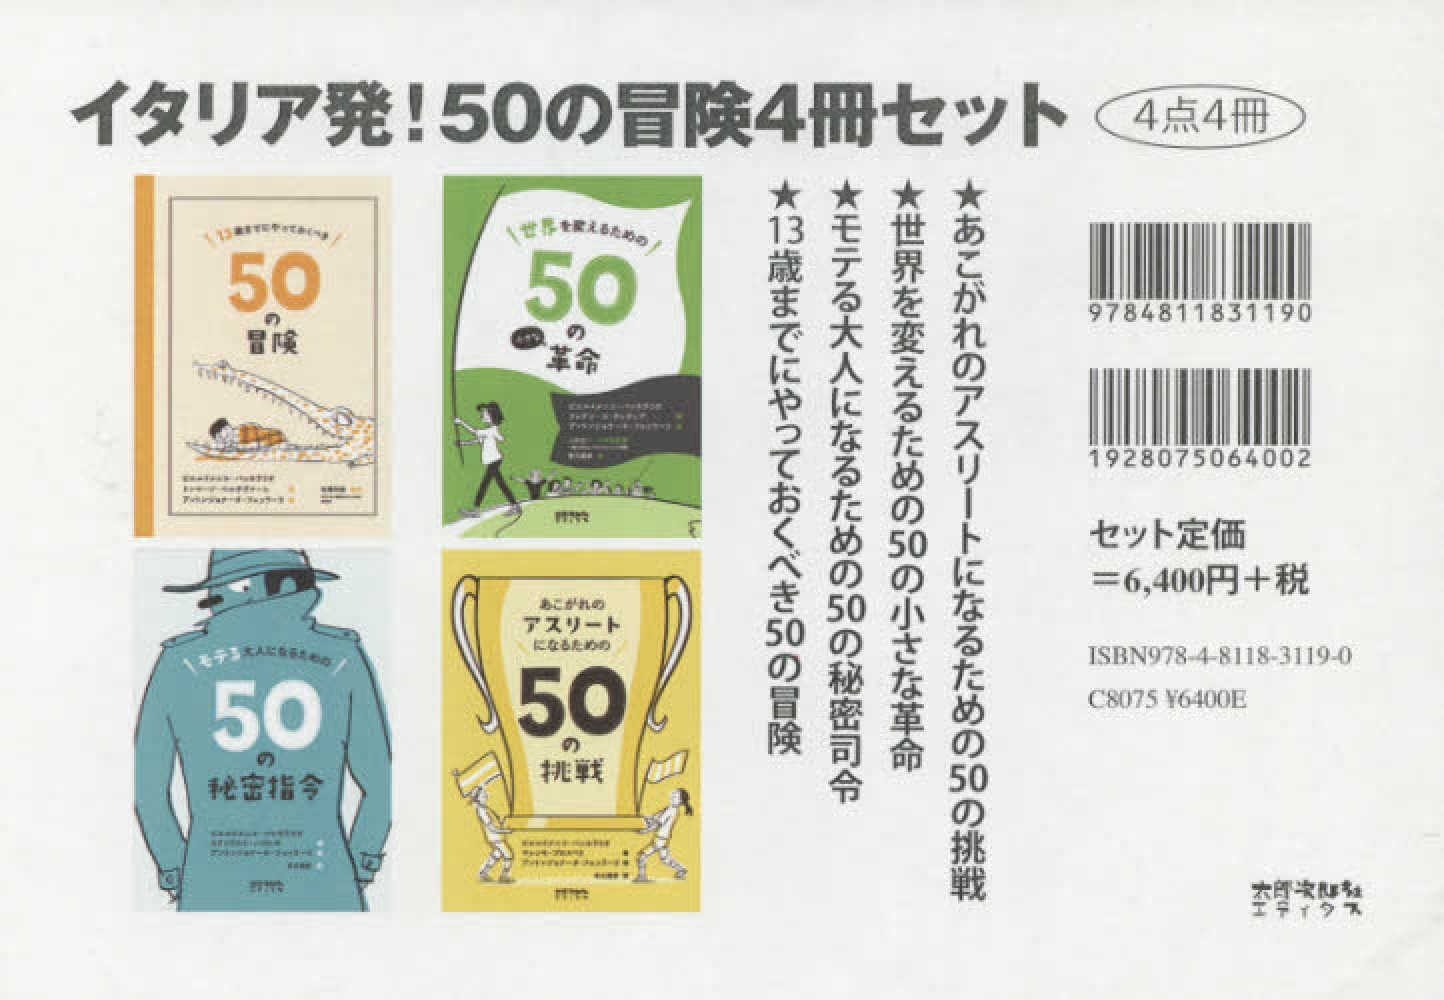 イタリア発！50の冒険4冊セット
4点4冊
★あこがれのアスリートになるための50の挑戦
★世界を変えるための50の小さな革命
★モテる大人になるための50の秘密司令
★13歳までにやっておくべき50の冒険
13歳までにやっておくべき
50
の
冒険
世界を変えるための
50
の
革命
モテる大人になるための
50
の
秘密指令
あこがれの
アスリート
になるための
50
の
挑戦
9784811831190
1928075064002
セット定価
＝6,400円＋税
ISBN978-4-8118-3119-0
C8075 ¥6400E
太郎次郎社
エディタス